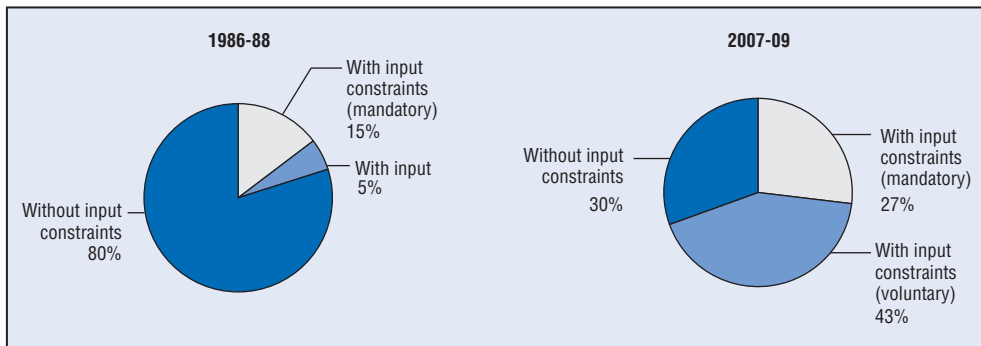 1986-88
With input
constraints
(mandatory)
15%
With input
5%
Without input
constraints
80%
2007-09
Without input
constraints
30%
With input
constraints
(mandatory)
27%
With input
constraints
(voluntary)
43%